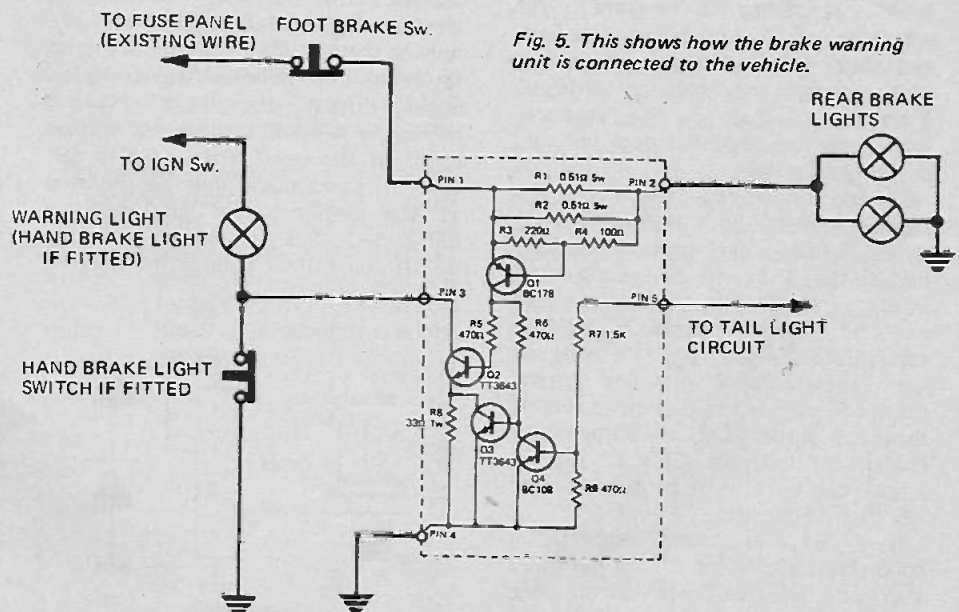 TO FUSE PANEL
(EXISTING WIRE)
FOOT BRAKE Sw.
Fig. 5. This shows how the brake warning
unit is connected to the vehicle.
REAR BRAKE
LIGHTS
TO IGN Sw.
WARNING LIGHT
(HAND BRAKE LIGHT
IF FITTED)
HAND BRAKE LIGHT
SWITCH IF FITTED
PIN 1
R1 0.51Ω 5w
PIN 2
R2 0.51Ω 5w
R3 220Ω
R4 100Ω
Q1
BC178
PIN 3
PIN 5
TO TAIL LIGHT
CIRCUIT
R5
470Ω
R6
470Ω
R7 1.5K
Q2
TT3643
R8
33Ω 1w
Q3
TT3643
Q4
BC108
R9 470Ω
PIN 4